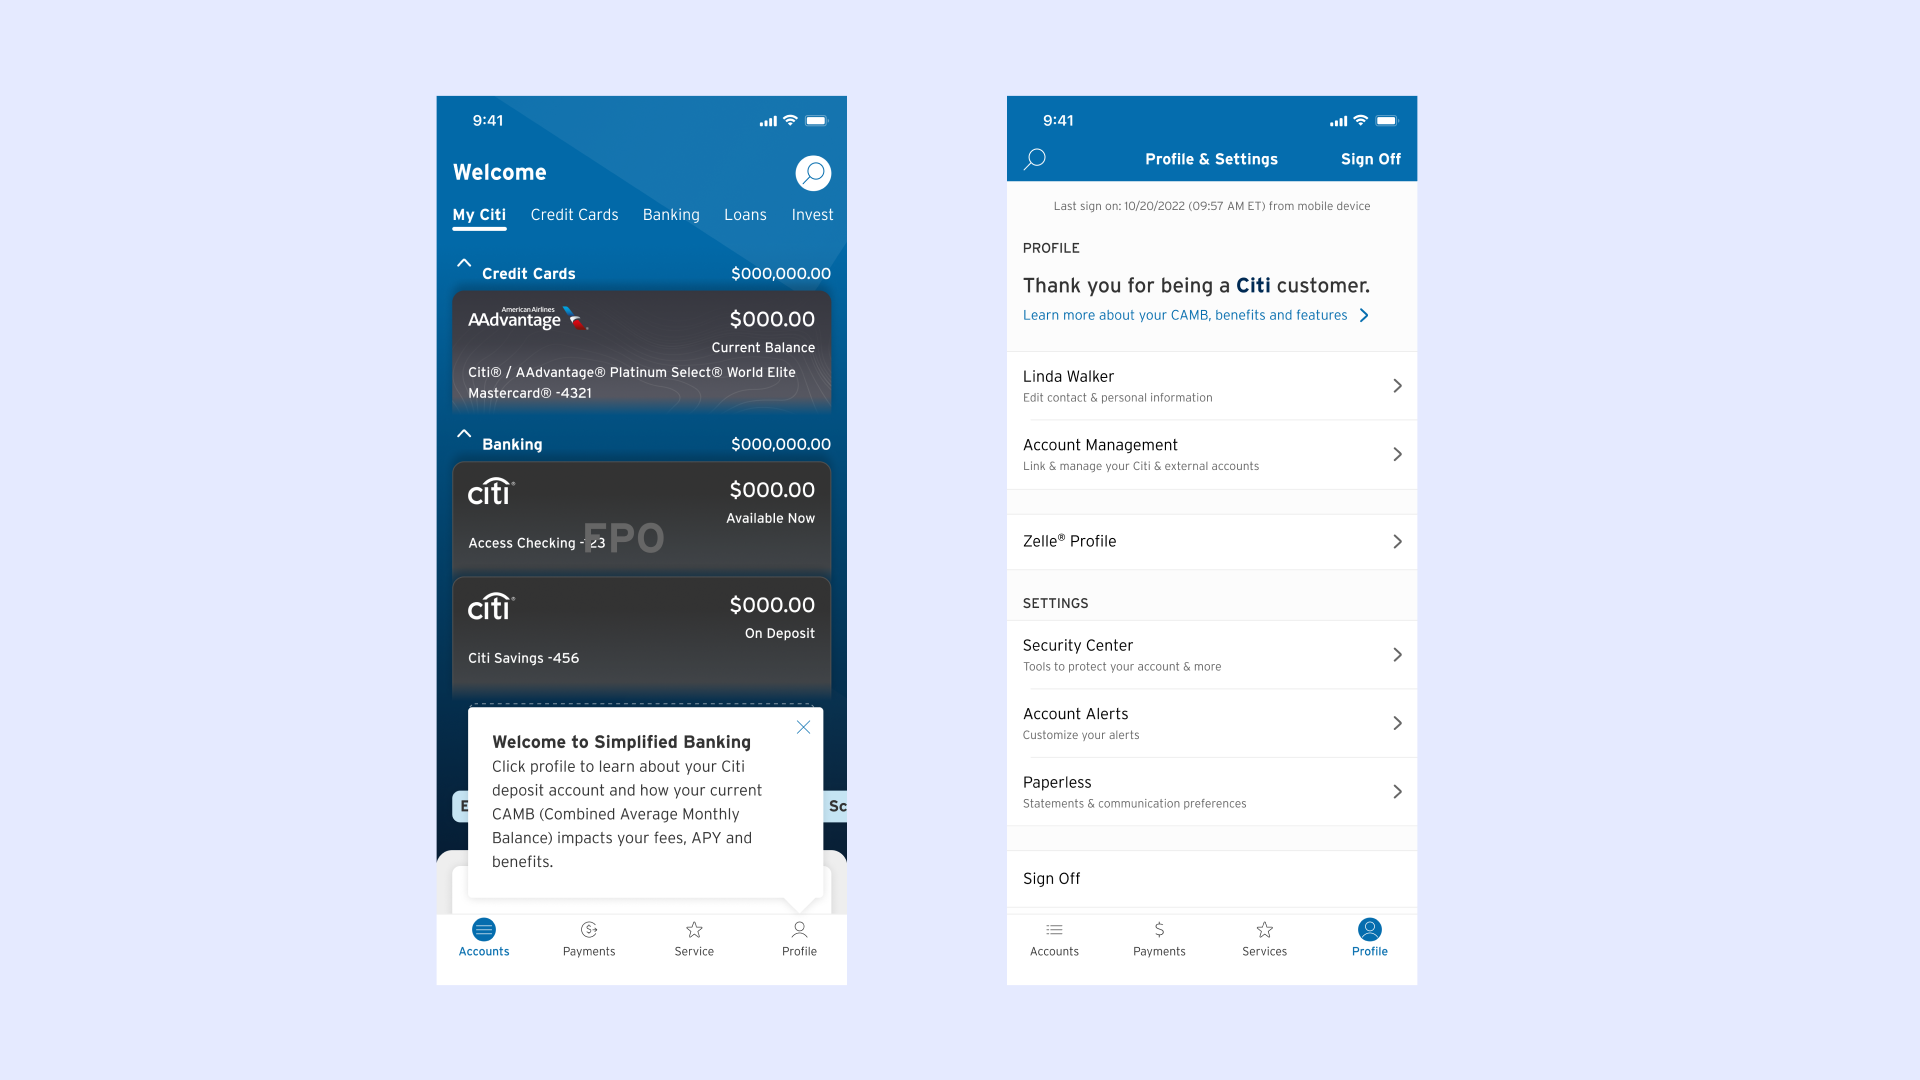 9:41
Welcome
My Citi Credit Cards Banking Loans Invest
Credit Cards $000,000.00
American Airlines
AAdvantage $000.00
Current Balance
Citi® / AAdvantage® Platinum Select® World Elite
Mastercard® -4321
Banking $000,000.00
citi® $000.00
Available Now
FPO
Access Checking -123
citi® $000.00
On Deposit
Citi Savings -456
Welcome to Simplified Banking
Click profile to learn about your Citi
deposit account and how your current
CAMB (Combined Average Monthly
Balance) impacts your fees, APY and
benefits.
E Sc
Accounts Payments Service Profile
9:41
Profile & Settings Sign Off
Last sign on: 10/20/2022 (09:57 AM ET) from mobile device
PROFILE
Thank you for being a Citi customer.
Learn more about your CAMB, benefits and features
Linda Walker
Edit contact & personal information
Account Management
Link & manage your Citi & external accounts
Zelle® Profile
SETTINGS
Security Center
Tools to protect your account & more
Account Alerts
Customize your alerts
Paperless
Statements & communication preferences
Sign Off
Accounts Payments Services Profile